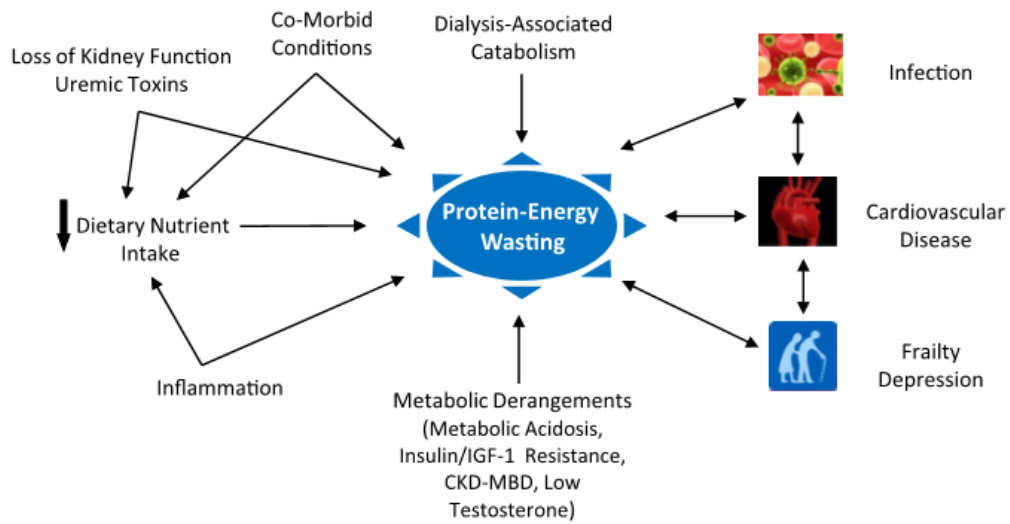 Co-Morbid
Conditions
Dialysis-Associated
Catabolism
Loss of Kidney Function
Uremic Toxins
Infection
Protein-Energy
Wasting
Dietary Nutrient
Intake
Cardiovascular
Disease
Inflammation
Frailty
Depression
Metabolic Derangements
(Metabolic Acidosis,
Insulin/IGF-1 Resistance,
CKD-MBD, Low
Testosterone)